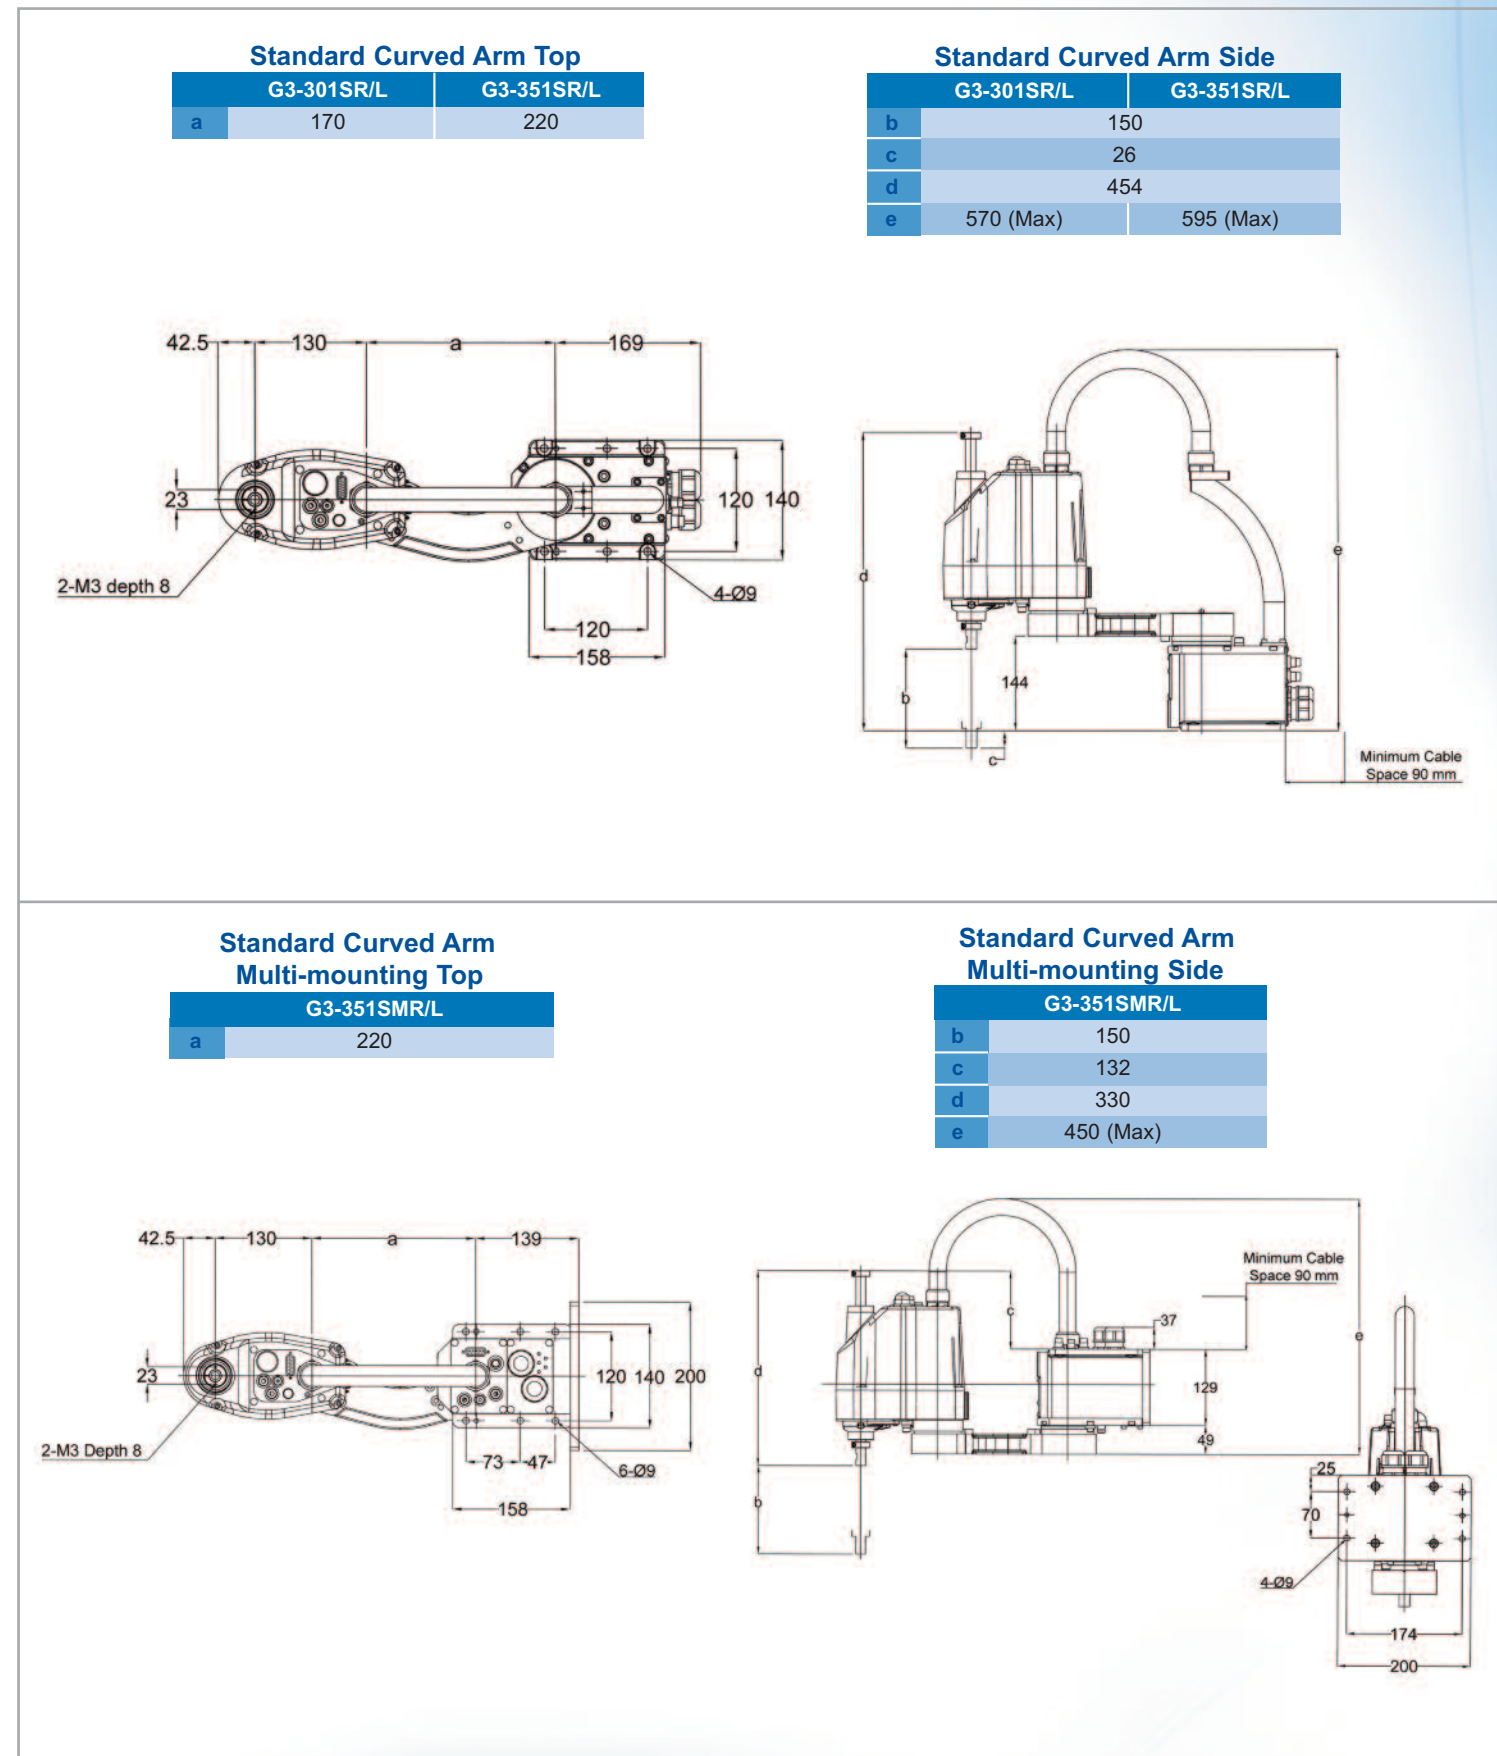 Standard Curved Arm Top
G3-301SR/L G3-351SR/L
a 170 220
Standard Curved Arm Side
G3-301SR/L G3-351SR/L
b 150
c 26
d 454
e 570 (Max) 595 (Max)
42.5 130 a 169
23
120 140
2-M3 depth 8
4-Ø9
120
158
d
e
144
b
c
Minimum Cable
Space 90 mm
Standard Curved Arm
Multi-mounting Top
G3-351SMR/L
a 220
Standard Curved Arm
Multi-mounting Side
G3-351SMR/L
b 150
c 132
d 330
e 450 (Max)
42.5 130 a 139
23
120 140 200
2-M3 Depth 8
73 47
6-Ø9
158
Minimum Cable
Space 90 mm
c
37
e
d
129
49
b
25
70
4-Ø9
174
200